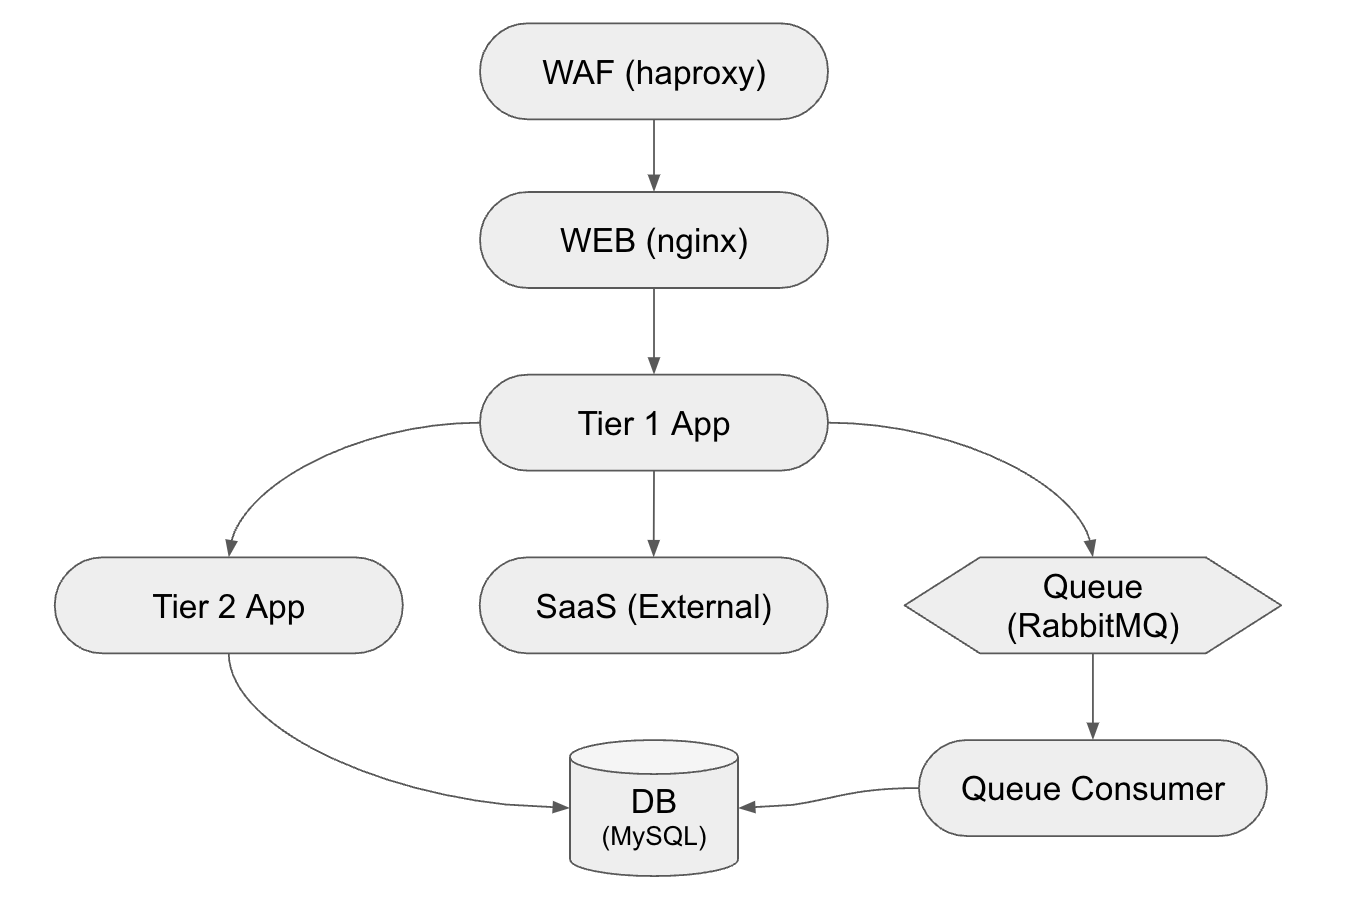 WAF (haproxy)
WEB (nginx)
Tier 1 App
Tier 2 App
SaaS (External)
Queue
(RabbitMQ)
DB
(MySQL)
Queue Consumer